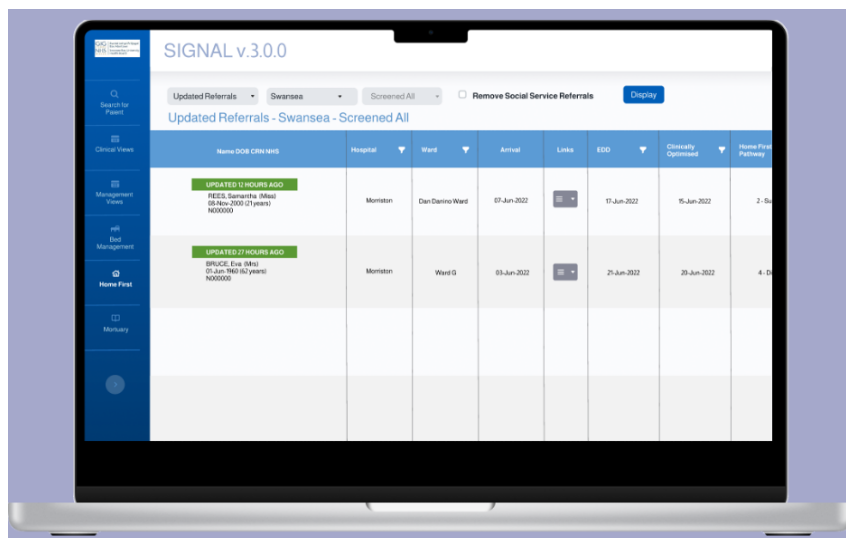 SIGNAL v.3.0.0
Search for
Patient
Clinical Views
Management
Views
Bed
Management
Home First
Mortuary
Updated Referrals
Swansea
Screened All
Remove Social Service Referrals
Display
Updated Referrals - Swansea - Screened All
Name DOB CRN NHS
Hospital
Ward
Arrival
Links
EDD
Clinically
Optimised
Home First
Pathway
UPDATED 12 HOURS AGO
REES, Samantha (Miss)
08-Nov-2000 (21 years)
N000000
Morriston
Dan Danino Ward
07-Jun-2022
17-Jun-2022
15-Jun-2022
2 - Su
UPDATED 27 HOURS AGO
BRUCE, Eva (Mrs)
01-Jun-1960 (62 years)
N000000
Morriston
Ward G
03-Jun-2022
21-Jun-2022
20-Jun-2022
4 - D